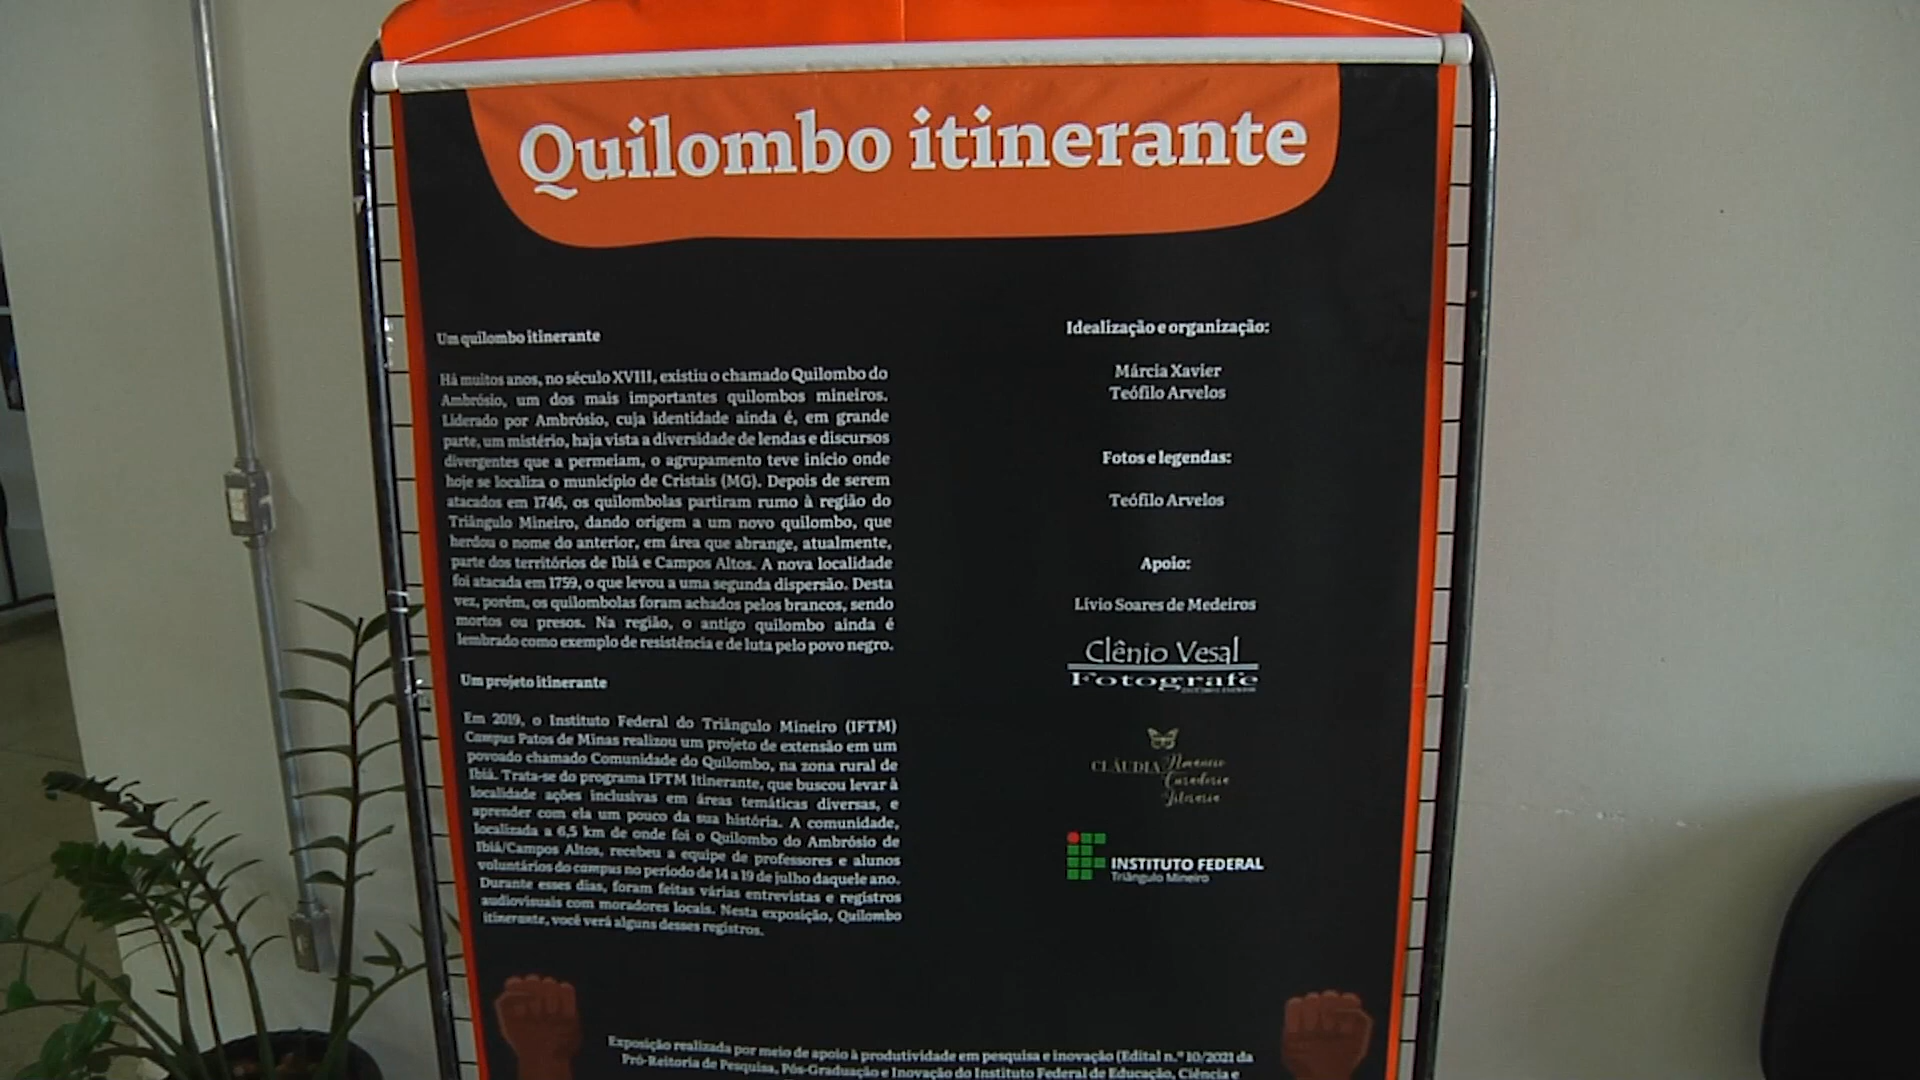 Quilombo itinerante
Um quilombo itinerante
Há muitos anos, no século XVIII, existiu o chamado Quilombo do
Ambrósio, um dos mais importantes quilombos mineiros.
Liderado por Ambrósio, cuja identidade ainda é, em grande
parte, um mistério, haja vista a diversidade de lendas e discursos
divergentes que a permeiam, o agrupamento teve início onde
hoje se localiza o município de Cristais (MG). Depois de serem
atacados em 1746, os quilombolas partiram rumo à região do
Triângulo Mineiro, dando origem a um novo quilombo, que
herdou o nome do anterior, em área que abrange, atualmente,
parte dos territórios de Ibiá e Campos Altos. A nova localidade
foi atacada em 1759, o que levou a uma segunda dispersão. Desta
vez, porém, os quilombolas foram achados pelos brancos, sendo
mortos ou presos. Na região, o antigo quilombo ainda é
lembrado como exemplo de resistência e de luta pelo povo negro.
Um projeto itinerante
Em 2019, o Instituto Federal do Triângulo Mineiro (IFTM)
Campus Patos de Minas realizou um projeto de extensão em um
povoado chamado Comunidade do Quilombo, na zona rural de
Ibiá. Trata-se do programa IFTM Itinerante, que buscou levar à
localidade ações inclusivas em áreas temáticas diversas, e
aprender com ela um pouco da sua história. A comunidade,
localizada a 6,5 km de onde foi o Quilombo do Ambrósio de
Ibiá/Campos Altos, recebeu a equipe de professores e alunos
voluntários do campus no período de 14 a 19 de julho daquele ano.
Durante esses dias, foram feitas várias entrevistas e registros
audiovisuais com moradores locais. Nesta exposição, Quilombo
itinerante, você verá alguns desses registros.
Idealização e organização:
Márcia Xavier
Teófilo Arvelos
Fotos e legendas:
Teófilo Arvelos
Apoio:
Lívio Soares de Medeiros
Clênio Vesal
Fotografe
CLÁUDIA
Curadoria
Literária
INSTITUTO FEDERAL
Triângulo Mineiro
Exposição realizada por meio de apoio à produtividade em pesquisa e inovação (Edital n.º 10/2021 da
Pró-Reitoria de Pesquisa, Pós-Graduação e Inovação do Instituto Federal de Educação, Ciência e